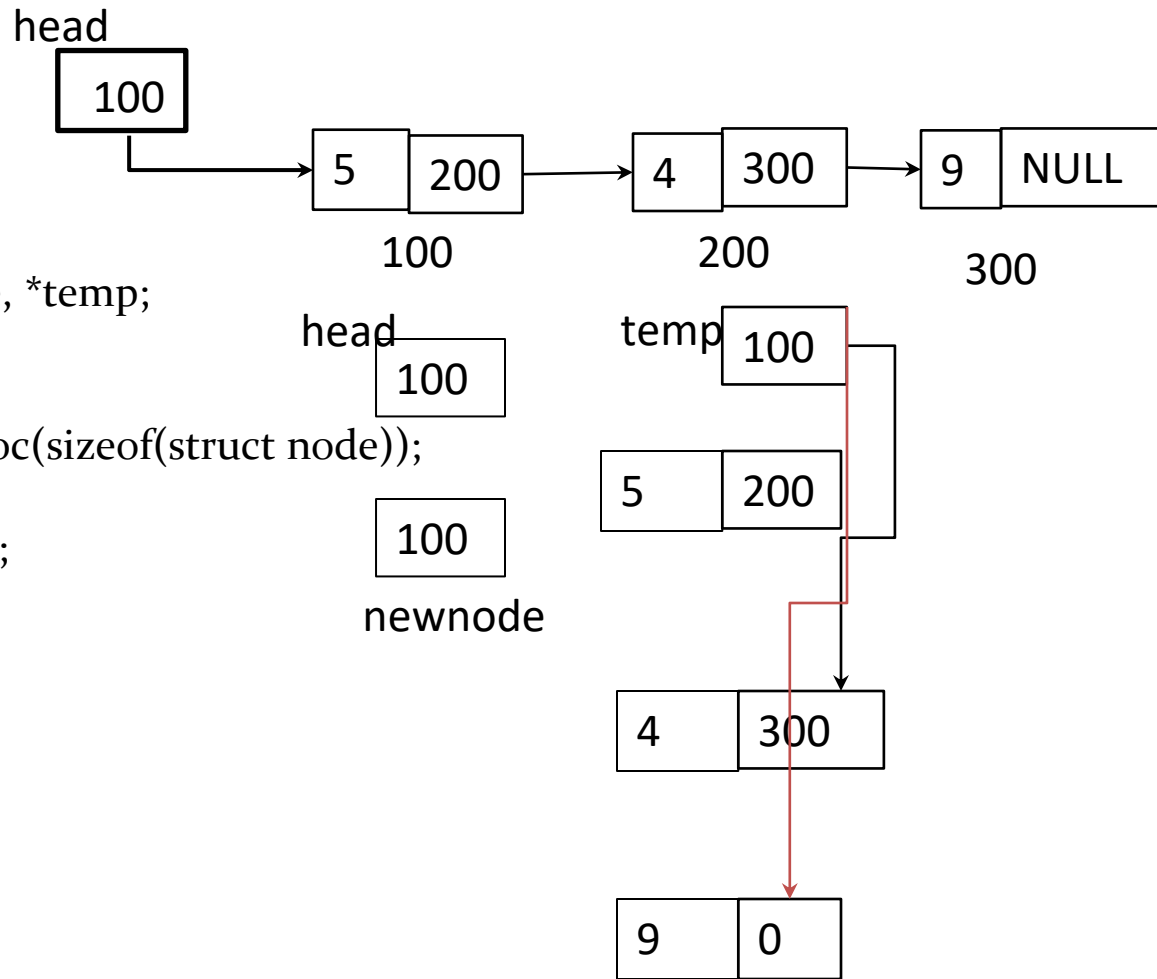 head
100
5 200 4 300 9 NULL
100 200 300
, *temp;
head temp 100
100
oc(sizeof(struct node));
5 200
100
;
newnode
4 300
9 0